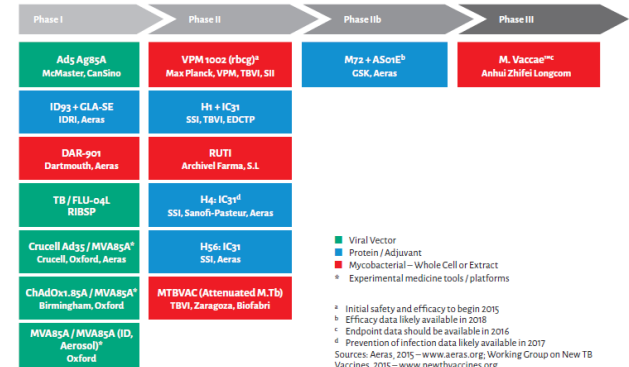 Phase I
Phase II
Phase IIb
Phase III
Ad5 Ag85A
McMaster, CanSino
VPM 1002 (rbcg)ᵃ
Max Planck, VPM, TBVI, SII
M72 + AS01Eᵇ
GSK, Aeras
M. Vaccae™ᶜ
Anhui Zhifei Longcom
ID93 + GLA-SE
IDRI, Aeras
H1 + IC31
SSI, TBVI, EDCTP
DAR-901
Dartmouth, Aeras
RUTI
Archivel Farma, S.L
TB / FLU-04L
RIBSP
H4: IC31ᵈ
SSI, Sanofi-Pasteur, Aeras
Crucell Ad35 / MVA85A*
Crucell, Oxford, Aeras
H56: IC31
SSI, Aeras
ChAdOx1.85A / MVA85A*
Birmingham, Oxford
MTBVAC (Attenuated M.Tb)
TBVI, Zaragoza, Biofabri
MVA85A / MVA85A (ID,
Aerosol)*
Oxford
Viral Vector
Protein / Adjuvant
Mycobacterial – Whole Cell or Extract
* Experimental medicine tools / platforms
ᵃ Initial safety and efficacy to begin 2015
ᵇ Efficacy data likely available in 2018
ᶜ Endpoint data should be available in 2016
ᵈ Prevention of infection data likely available in 2017
Sources: Aeras, 2015 – www.aeras.org; Working Group on New TB
Vaccines, 2015 – www.newtbvaccines.org